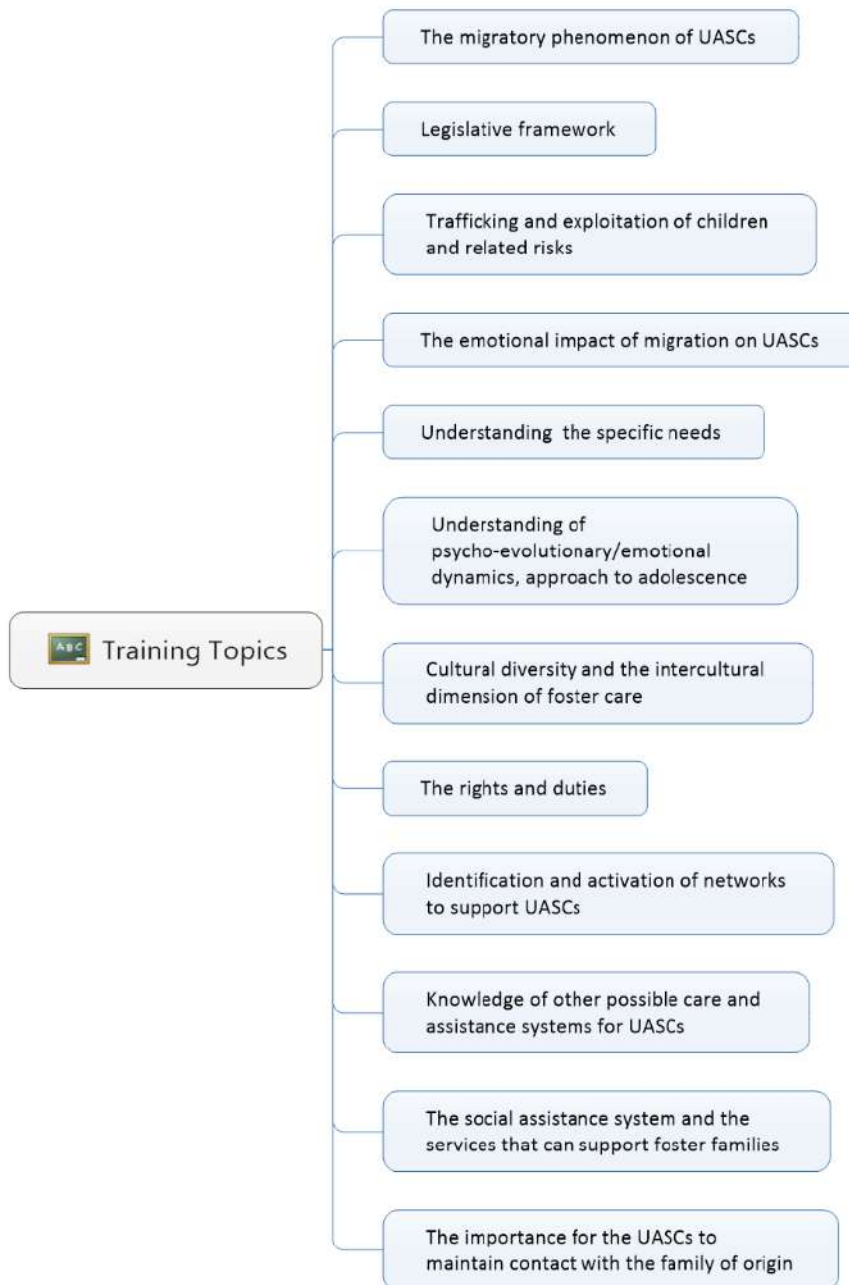 The migratory phenomenon of UASCs
Legislative framework
Trafficking and exploitation of children
and related risks
The emotional impact of migration on UASCs
Understanding the specific needs
Understanding of
psycho-evolutionary/emotional
dynamics, approach to adolescence
ABC
Training Topics
Cultural diversity and the intercultural
dimension of foster care
The rights and duties
Identification and activation of networks
to support UASCs
Knowledge of other possible care and
assistance systems for UASCs
The social assistance system and the
services that can support foster families
The importance for the UASCs to
maintain contact with the family of origin